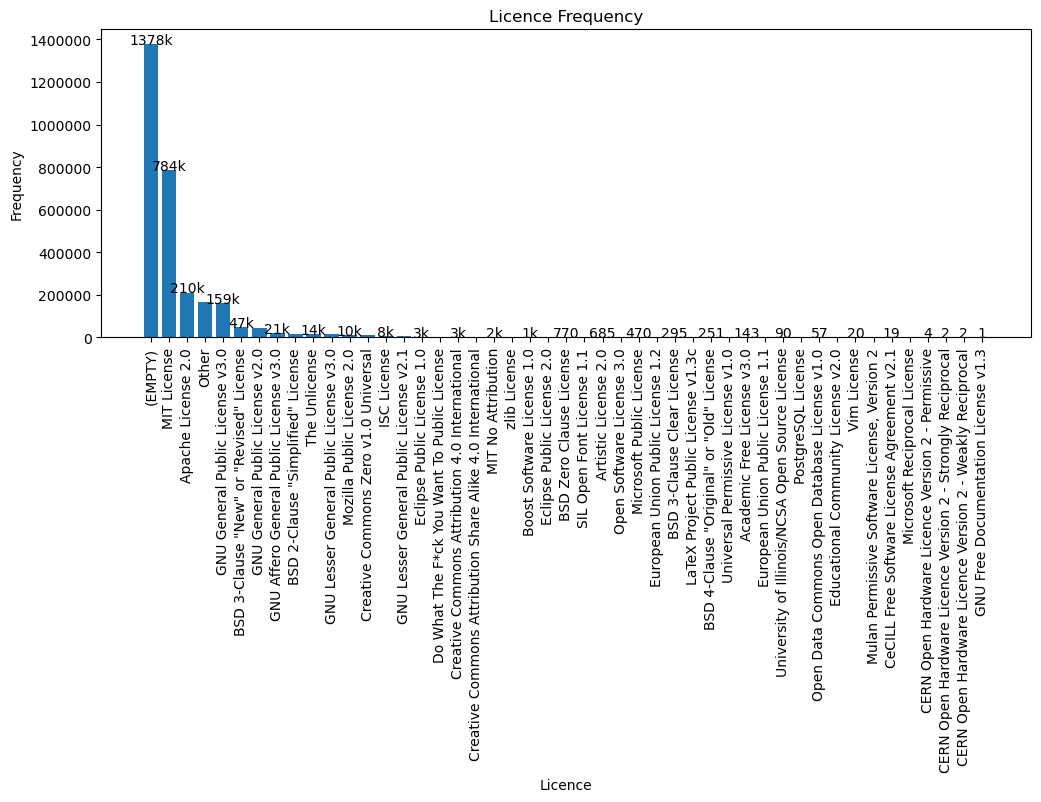 Licence Frequency
Frequency
1400000
1200000
1000000
800000
600000
400000
200000
0
1378k
784k
210k
159k
47k
21k
14k
10k
8k
3k
3k
2k
1k
770
685
470
295
251
143
90
57
20
19
4
2
2
1
(EMPTY)
MIT License
Apache License 2.0
Other
GNU General Public License v3.0
BSD 3-Clause "New" or "Revised" License
GNU General Public License v2.0
GNU Affero General Public License v3.0
BSD 2-Clause "Simplified" License
The Unlicense
GNU Lesser General Public License v3.0
Mozilla Public License 2.0
Creative Commons Zero v1.0 Universal
ISC License
GNU Lesser General Public License v2.1
Eclipse Public License 1.0
Do What The F*ck You Want To Public License
Creative Commons Attribution 4.0 International
Creative Commons Attribution Share Alike 4.0 International
MIT No Attribution
zlib License
Boost Software License 1.0
Eclipse Public License 2.0
BSD Zero Clause License
SIL Open Font License 1.1
Artistic License 2.0
Open Software License 3.0
Microsoft Public License
European Union Public License 1.2
BSD 3-Clause Clear License
LaTeX Project Public License v1.3c
BSD 4-Clause "Original" or "Old" License
Universal Permissive License v1.0
Academic Free License v3.0
European Union Public License 1.1
University of Illinois/NCSA Open Source License
PostgreSQL License
Open Data Commons Open Database License v1.0
Educational Community License v2.0
Vim License
Mulan Permissive Software License, Version 2
CeCILL Free Software License Agreement v2.1
Microsoft Reciprocal License
CERN Open Hardware Licence Version 2 - Permissive
CERN Open Hardware Licence Version 2 - Strongly Reciprocal
CERN Open Hardware Licence Version 2 - Weakly Reciprocal
GNU Free Documentation License v1.3
Licence